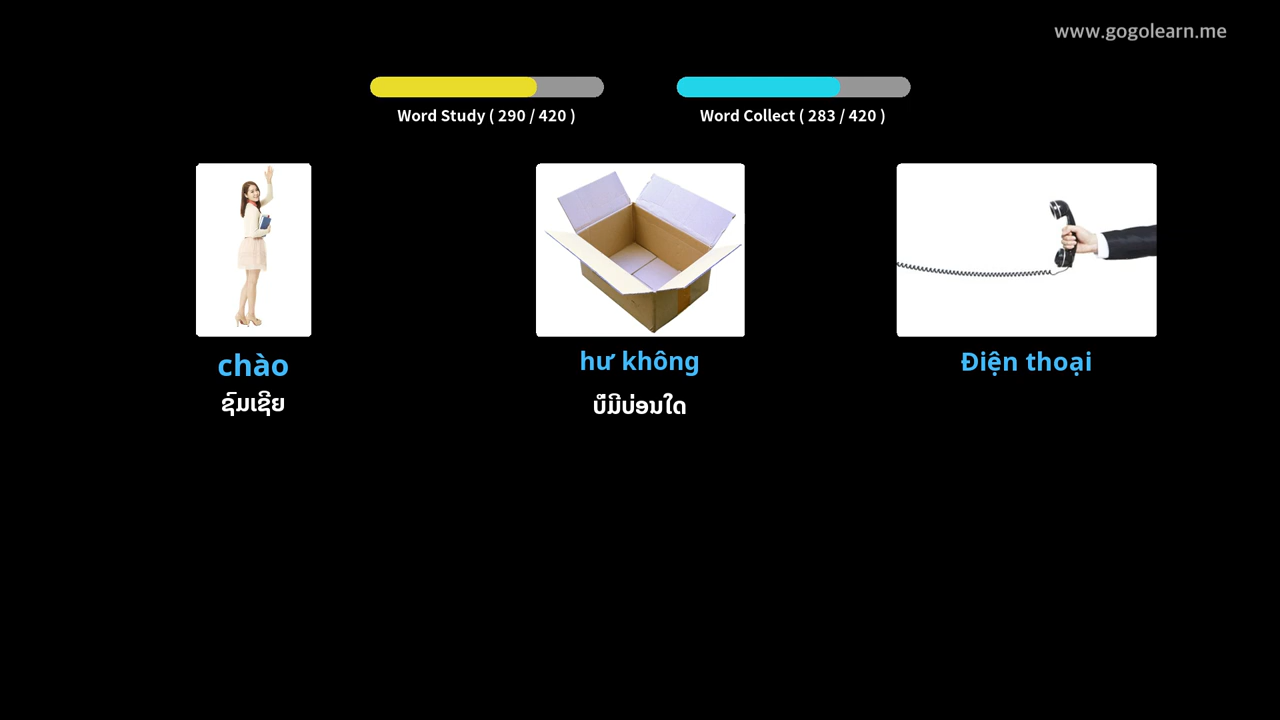 www.gogolearn.me
Word Study ( 290 / 420 )
Word Collect ( 283 / 420 )
chào
hư không
Điện thoại
ຊົມເຊີຍ
ບໍ່ມີບ່ອນໃດ